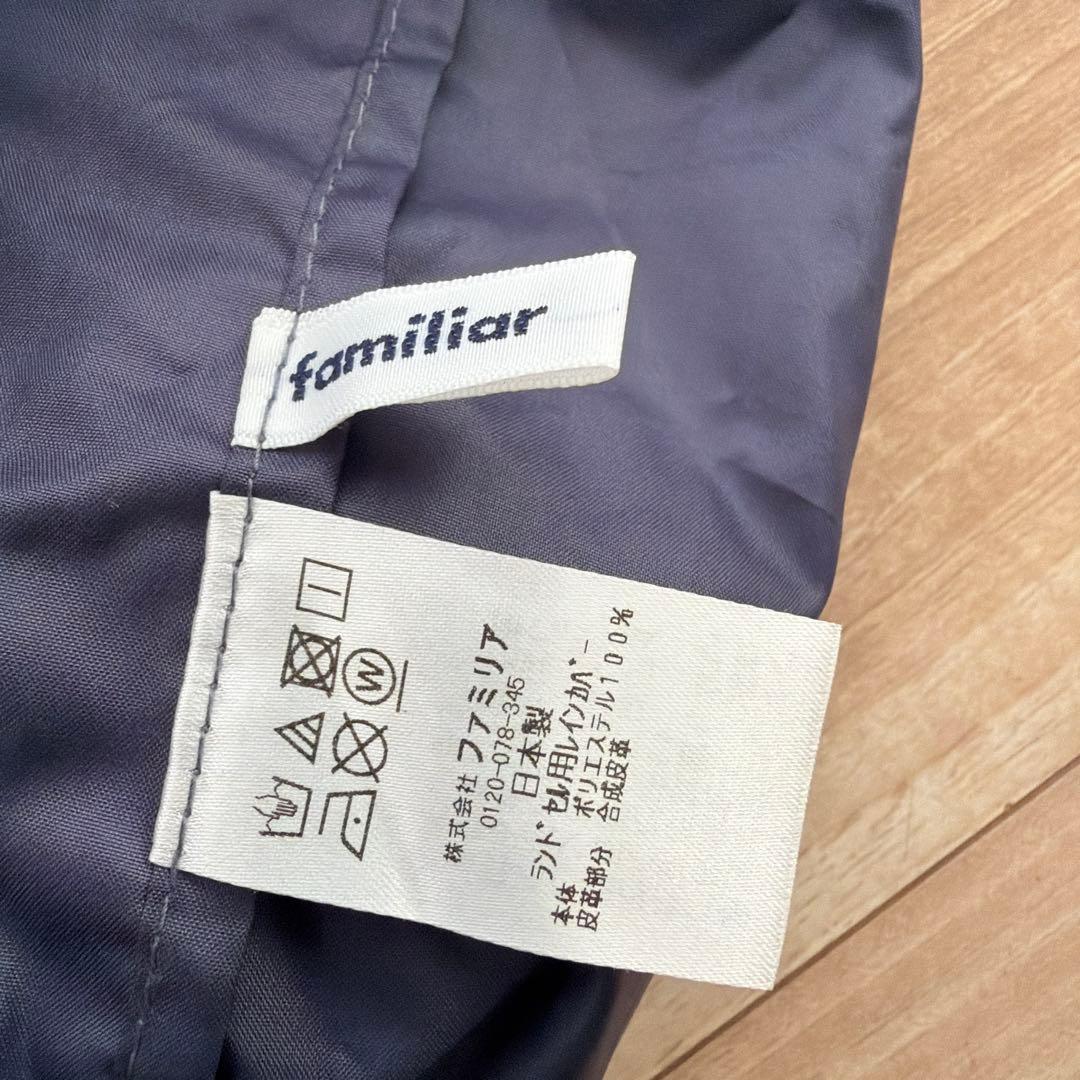 familiar
W
株式会社 ファミリア
0120-078-345
日本製
ランドセル用レインカバー
本体 ポリエステル100%
皮革部分 合成皮革